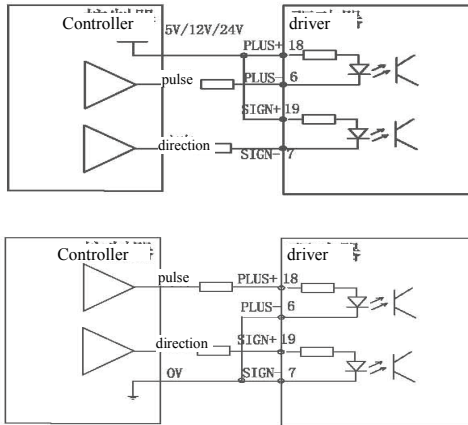 Controller
driver
5V/12V/24V
PLUS+ 18
pulse
PLUS- 6
SIGN+ 19
direction
SIGN- 7
Controller
driver
pulse
PLUS+ 18
PLUS- 6
direction
SIGN+ 19
0V
SIGN- 7